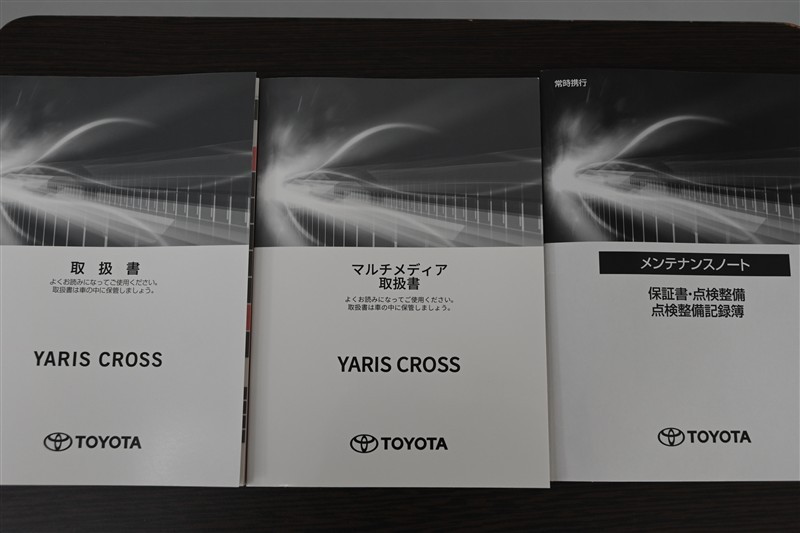 取扱書
よくお読みになってご使用ください。
取扱書は車の中に保管しましょう。
YARIS CROSS
TOYOTA
マルチメディア
取扱書
よくお読みになってご使用ください。
取扱書は車の中に保管しましょう。
YARIS CROSS
TOYOTA
常時携行
メンテナンスノート
保証書・点検整備
点検整備記録簿
TOYOTA